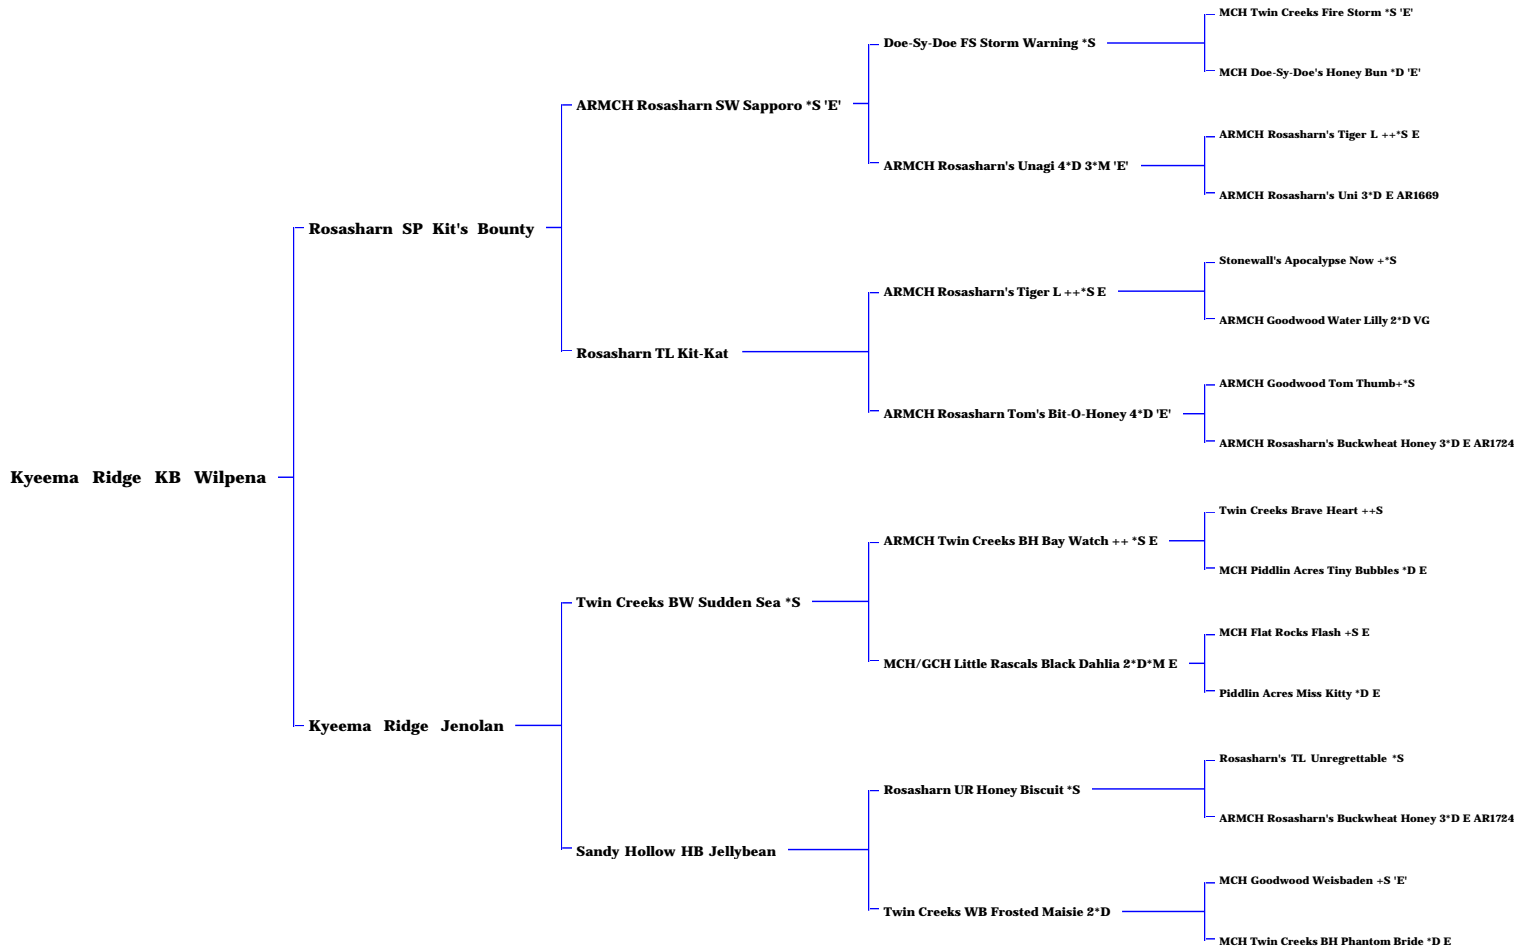 MCH Twin Creeks Fire Storm *S 'E'
Doe-Sy-Doe FS Storm Warning *S
MCH Doe-Sy-Doe's Honey Bun *D 'E'
ARMCH Rosasharn SW Sapporo *S 'E'
ARMCH Rosasharn's Tiger L ++*S E
ARMCH Rosasharn's Unagi 4*D 3*M 'E'
ARMCH Rosasharn's Uni 3*D E AR1669
Rosasharn SP Kit's Bounty
Stonewall's Apocalypse Now +*S
ARMCH Rosasharn's Tiger L ++*S E
ARMCH Goodwood Water Lilly 2*D VG
Rosasharn TL Kit-Kat
ARMCH Goodwood Tom Thumb+*S
ARMCH Rosasharn Tom's Bit-O-Honey 4*D 'E'
ARMCH Rosasharn's Buckwheat Honey 3*D E AR1724
Kyeema Ridge KB Wilpena
Twin Creeks Brave Heart ++S
ARMCH Twin Creeks BH Bay Watch ++ *S E
MCH Piddlin Acres Tiny Bubbles *D E
Twin Creeks BW Sudden Sea *S
MCH Flat Rocks Flash +S E
MCH/GCH Little Rascals Black Dahlia 2*D*M E
Piddlin Acres Miss Kitty *D E
Kyeema Ridge Jenolan
Rosasharn's TL Unregrettable *S
Rosasharn UR Honey Biscuit *S
ARMCH Rosasharn's Buckwheat Honey 3*D E AR1724
Sandy Hollow HB Jellybean
MCH Goodwood Weisbaden +S 'E'
Twin Creeks WB Frosted Maisie 2*D
MCH Twin Creeks BH Phantom Bride *D E